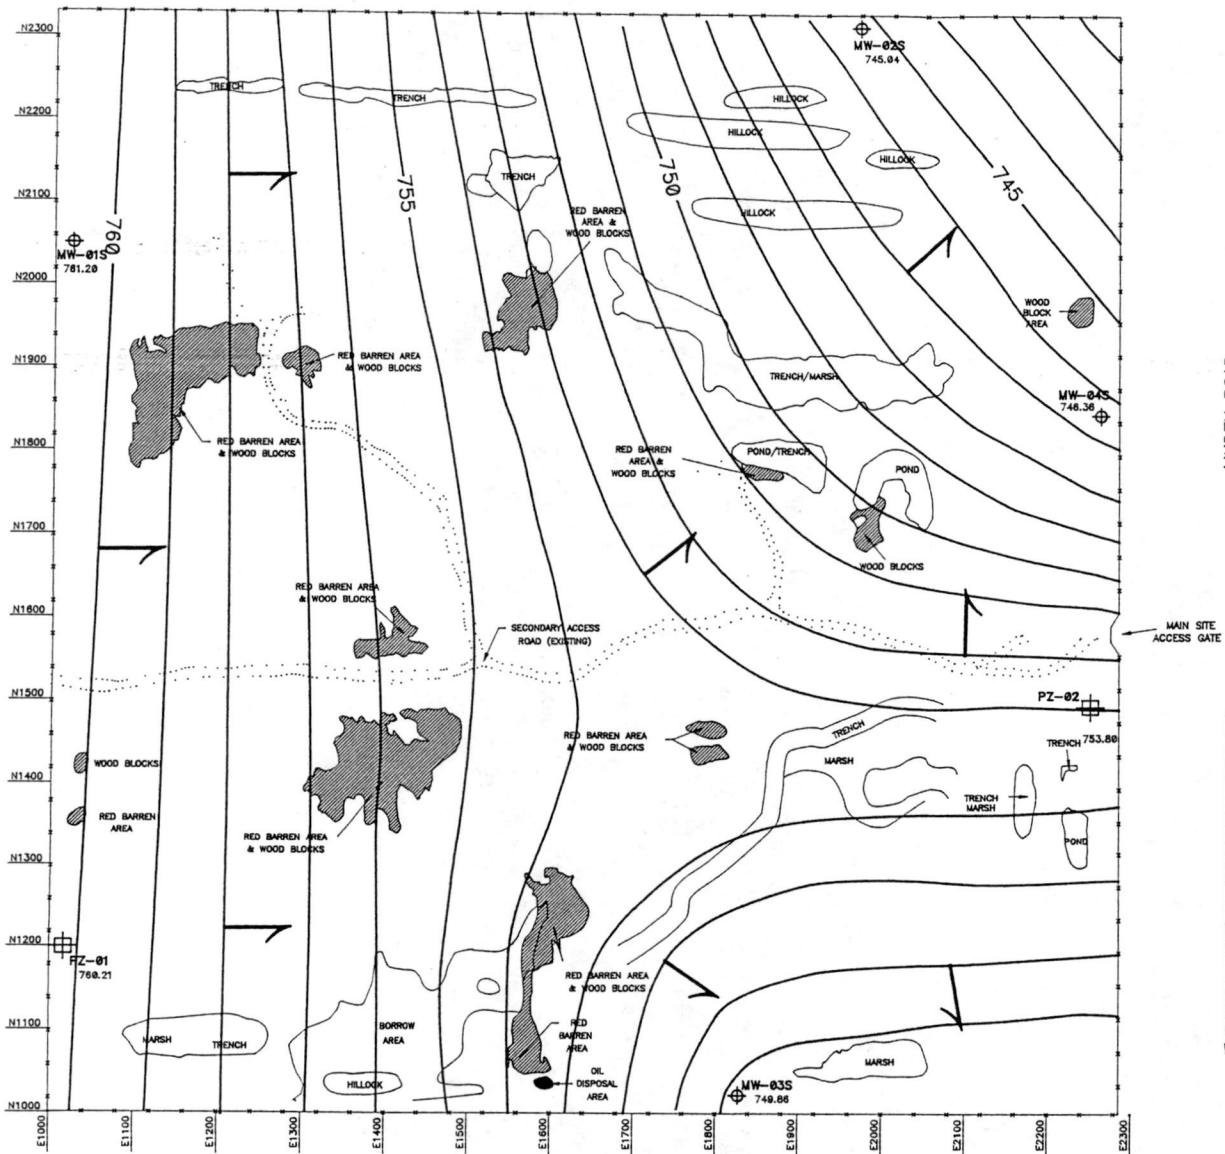 N2300
MW-02S
745.04
TRENCH
TRENCH
HILLOCK
N2200
HILLOCK
HILLOCK
TRENCH
750
745
755
N2100
HILLOCK
RED BARREN
AREA &
WOOD BLOCKS
760
MW-01S
761.20
N2000
WOOD
BLOCK
AREA
N1900
RED BARREN AREA
& WOOD BLOCKS
TRENCH/MARSH
MW-04S
746.36
N1800
RED BARREN AREA
& WOOD BLOCKS
RED BARREN
AREA &
WOOD BLOCKS
POND/TRENCH
POND
N1700
WOOD BLOCKS
RED BARREN AREA
& WOOD BLOCKS
N1600
SECONDARY ACCESS
ROAD (EXISTING)
MAIN SITE
ACCESS GATE
N1500
PZ-02
753.80
TRENCH
RED BARREN AREA
& WOOD BLOCKS
MARSH
TRENCH
WOOD BLOCKS
N1400
TRENCH
MARSH
RED BARREN
AREA
RED BARREN AREA
& WOOD BLOCKS
POND
N1300
N1200
PZ-01
760.21
RED BARREN AREA
& WOOD BLOCKS
N1100
MARSH
TRENCH
BORROW
AREA
RED
BARREN
AREA
MARSH
HILLOCK
OIL
DISPOSAL
AREA
MW-03S
749.86
N1000
E1000
E1100
E1200
E1300
E1400
E1500
E1600
E1700
E1800
E1900
E2000
E2100
E2200
E2300